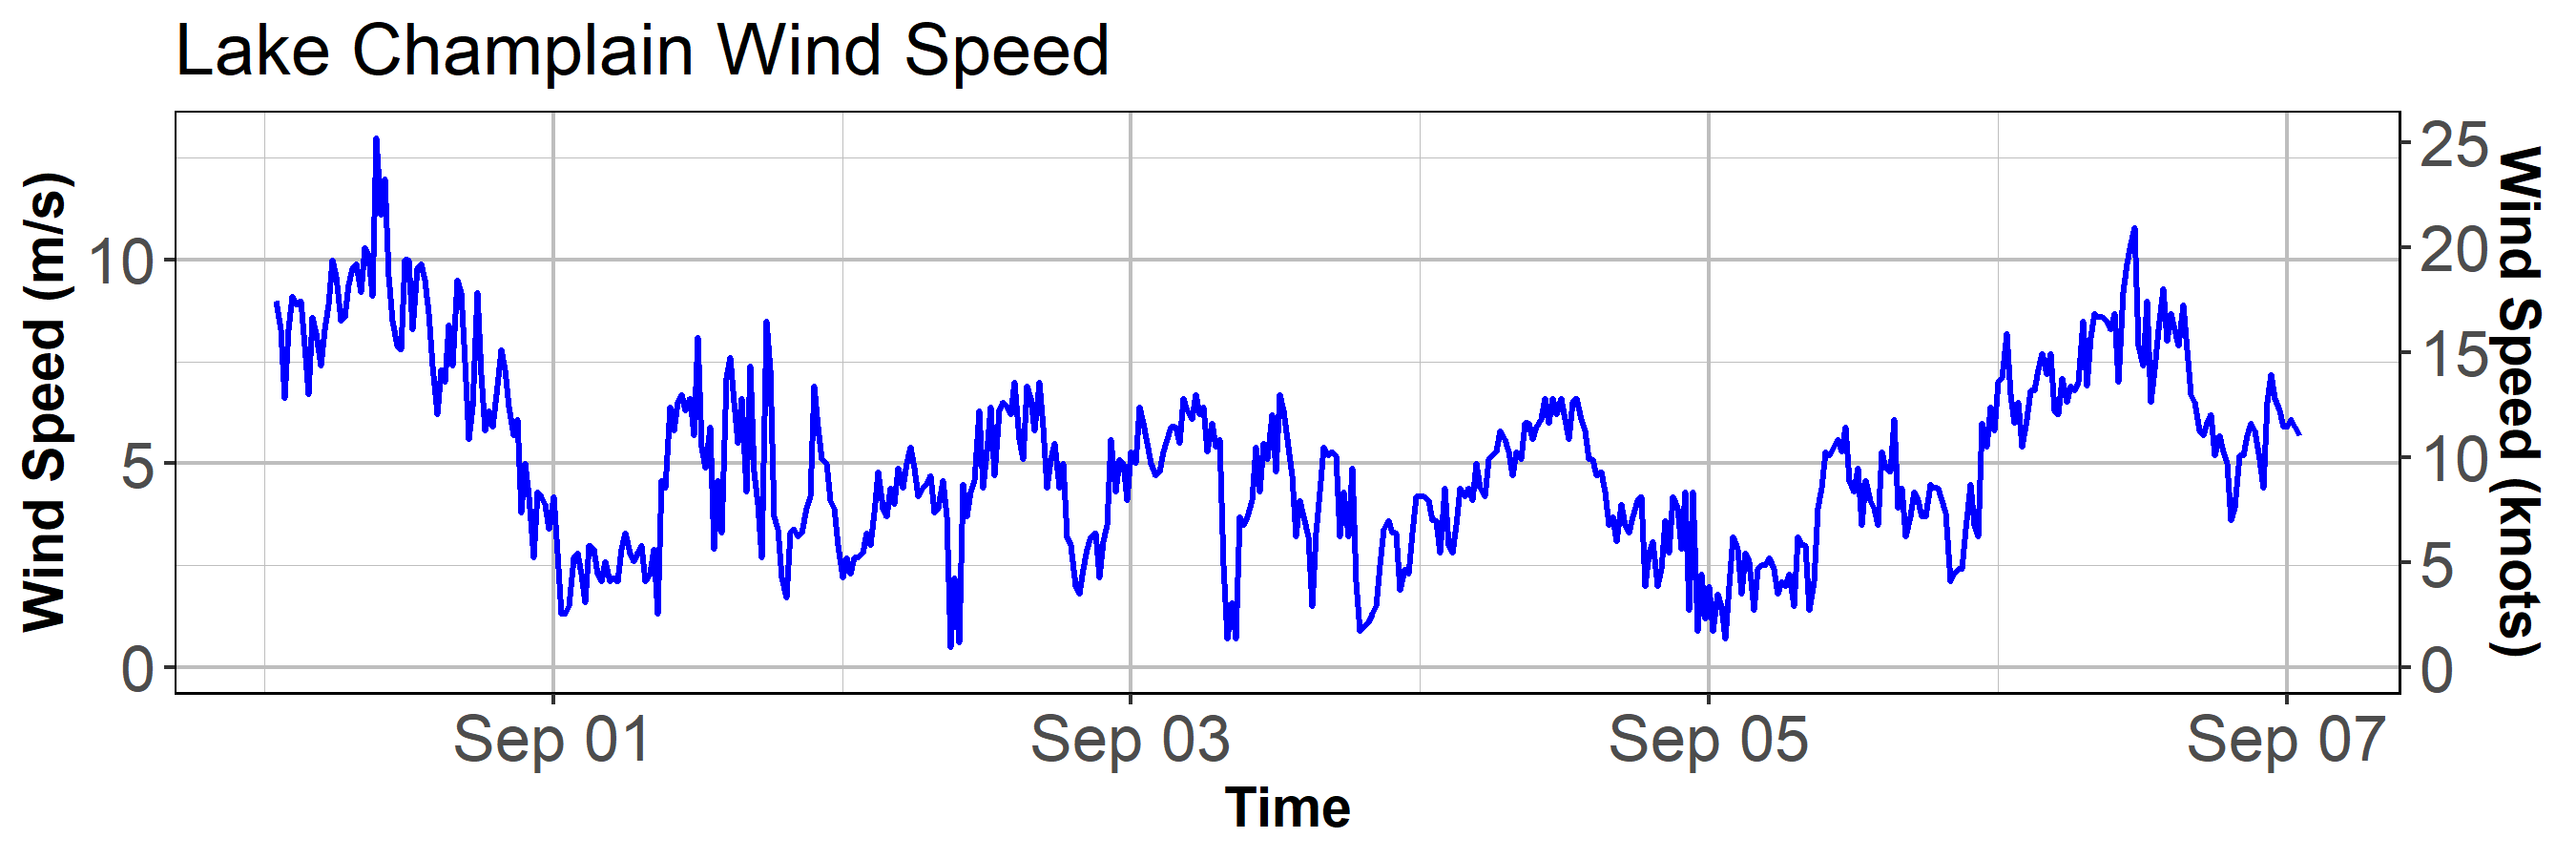 Lake Champlain Wind Speed
Wind Speed (m/s)
10
5
0
25
20
15
10
5
0
Wind Speed (knots)
Sep 01 Sep 03 Sep 05 Sep 07
Time